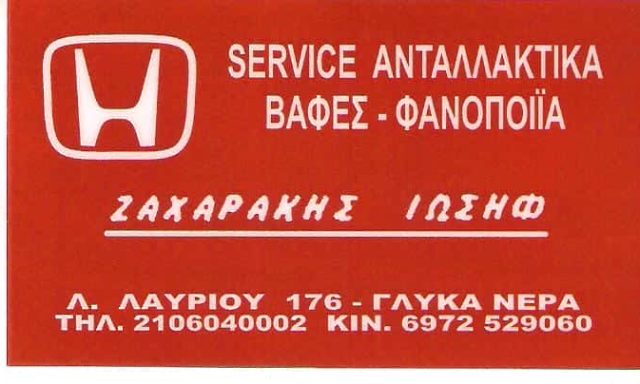 SERVICE ΑΝΤΑΛΛΑΚΤΙΚΑ
ΒΑΦΕΣ - ΦΑΝΟΠΟΙΪΑ
ΖΑΧΑΡΑΚΗΣ ΙΩΣΗΦ
Λ. ΛΑΥΡΙΟΥ 176 - ΓΛΥΚΑ ΝΕΡΑ
ΤΗΛ. 2106040002 ΚΙΝ. 6972 529060